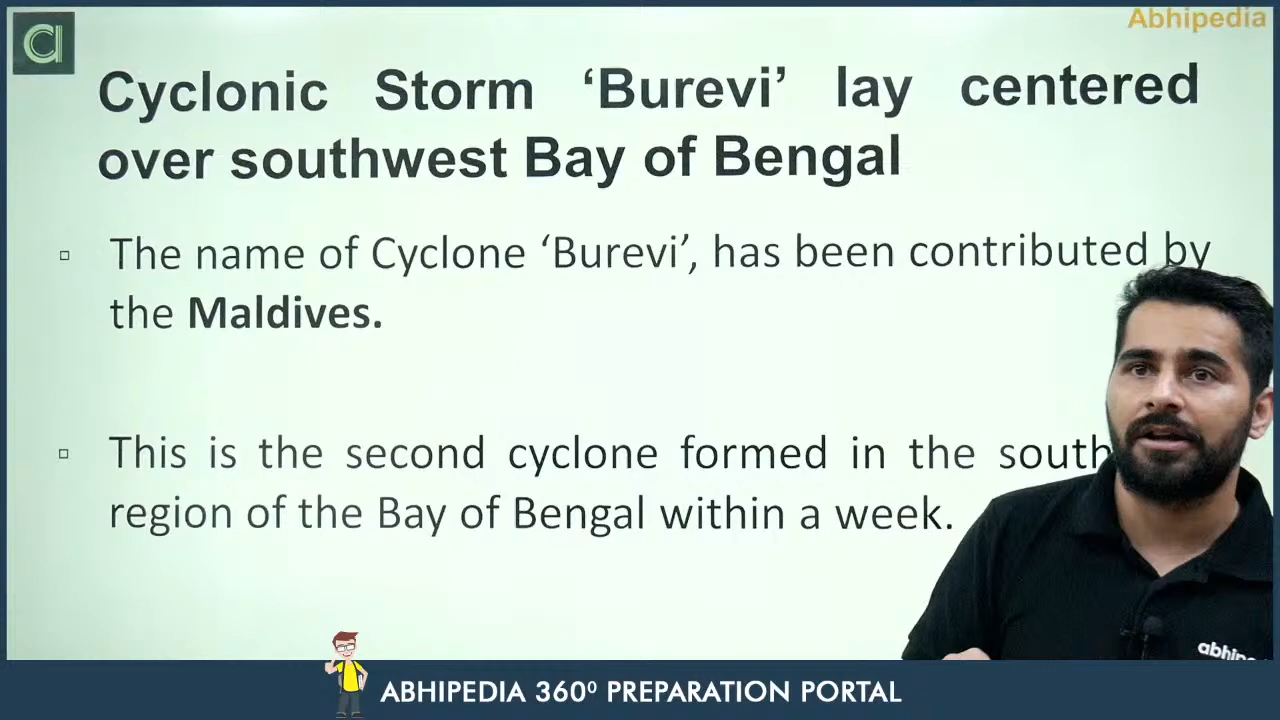 Abhipedia
Cyclonic Storm ‘Burevi’ lay centered
over southwest Bay of Bengal
▫ The name of Cyclone ‘Burevi’, has been contributed by
the Maldives.
▫ This is the second cyclone formed in the south
region of the Bay of Bengal within a week.
ABHIPEDIA 360⁰ PREPARATION PORTAL